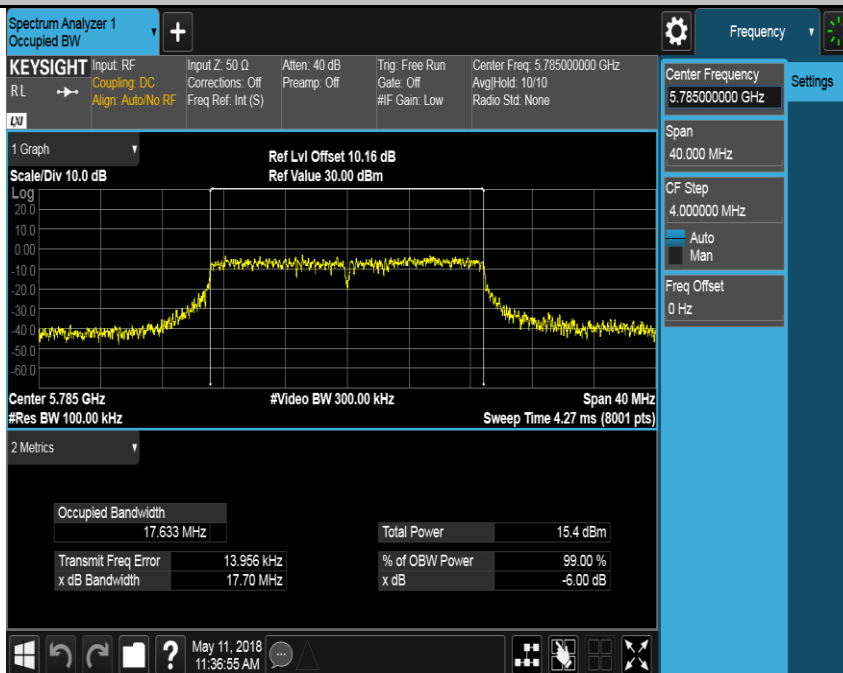 Spectrum Analyzer 1
Occupied BW
+
Frequency
KEYSIGHT
R L
LXI
Input: RF
Coupling: DC
Align: Auto/No RF
Input Z: 50 Ω
Corrections: Off
Freq Ref: Int (S)
Atten: 40 dB
Preamp: Off
Trig: Free Run
Gate: Off
#IF Gain: Low
Center Freq: 5.785000000 GHz
Avg|Hold: 10/10
Radio Std: None
1 Graph
Scale/Div 10.0 dB
Ref Lvl Offset 10.16 dB
Ref Value 30.00 dBm
Log
20.0
10.0
0.00
-10.0
-20.0
-30.0
-40.0
-50.0
-60.0
Center 5.785 GHz
#Res BW 100.00 kHz
#Video BW 300.00 kHz
Span 40 MHz
Sweep Time 4.27 ms (8001 pts)
2 Metrics
Occupied Bandwidth
17.633 MHz
Transmit Freq Error 13.956 kHz
x dB Bandwidth 17.70 MHz
Total Power 15.4 dBm
% of OBW Power 99.00 %
x dB -6.00 dB
?
May 11, 2018
11:36:55 AM
Center Frequency
5.785000000 GHz
Span
40.000 MHz
CF Step
4.000000 MHz
Auto
Man
Freq Offset
0 Hz
Settings